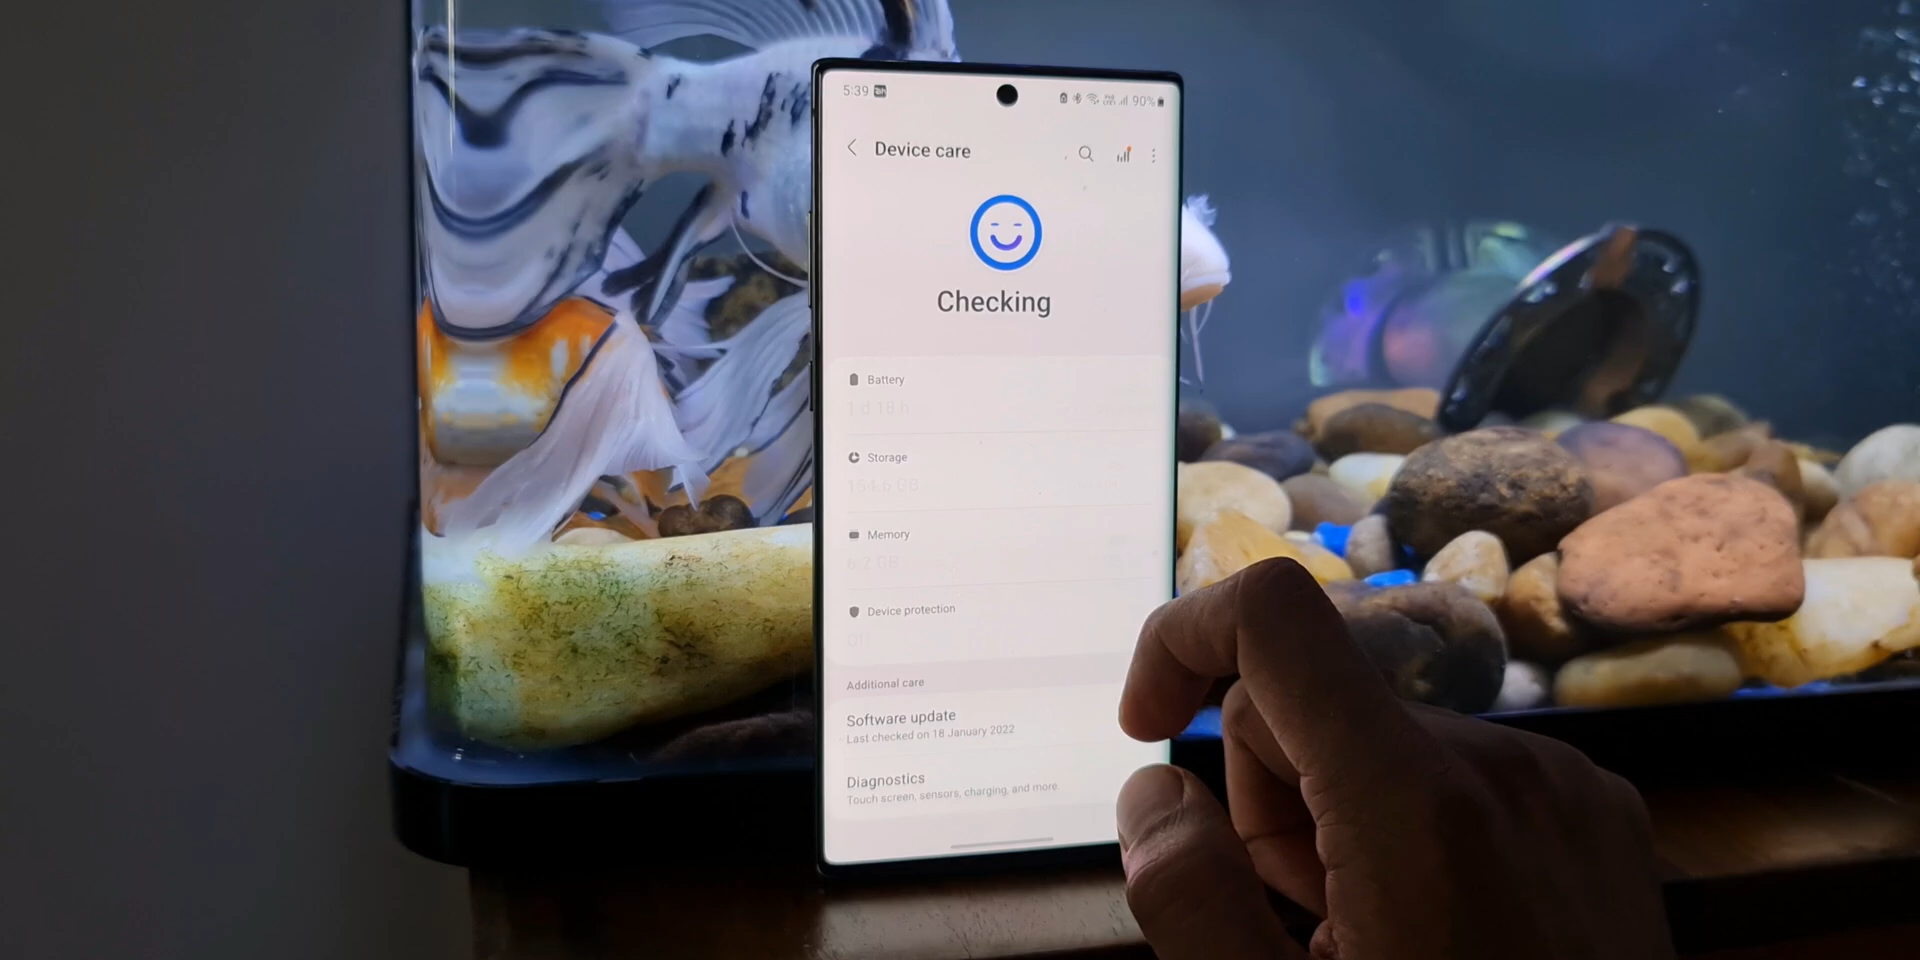 5:39
90%
Device care
Checking
Battery
1 d 18 h
Storage
154.6 GB
Memory
6.2 GB
Device protection
Off
Additional care
Software update
Last checked on 18 January 2022
Diagnostics
Touch screen, sensors, charging, and more.